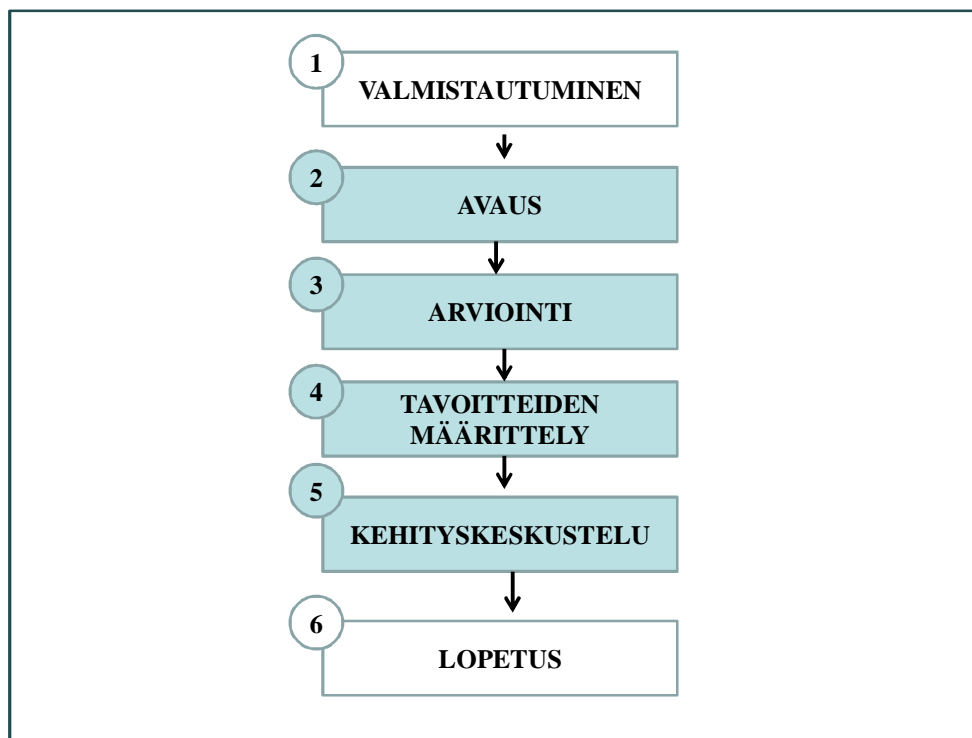 1
VALMISTAUTUMINEN
2
AVAUS
3
ARVIOINTI
4
TAVOITTEIDEN
MÄÄRITTELY
5
KEHITYSKESKUSTELU
6
LOPETUS